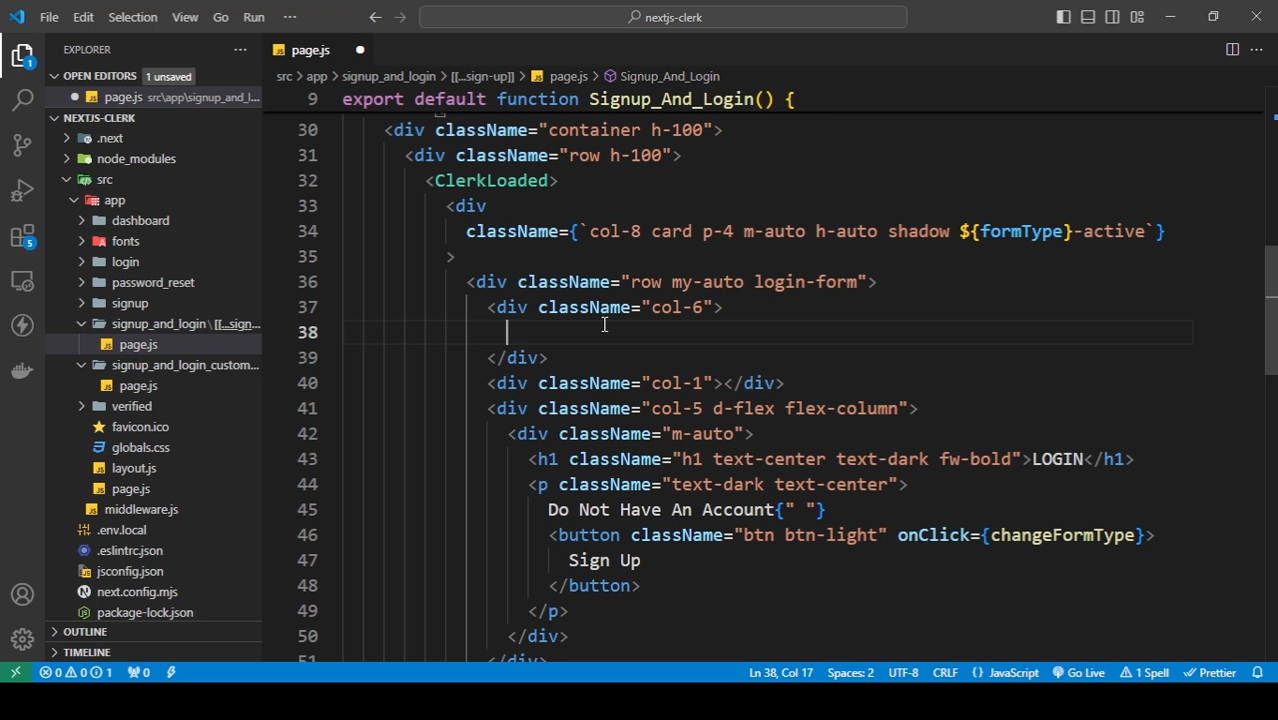 File Edit Selection View Go Run ··· nextjs-clerk
EXPLORER ···
OPEN EDITORS 1 unsaved
page.js src\app\signup_and_l...
NEXTJS-CLERK
.next
node_modules
src
app
dashboard
fonts
login
password_reset
signup
signup_and_login\[[...sign...
page.js
signup_and_login_custom...
page.js
verified
favicon.ico
globals.css
layout.js
page.js
middleware.js
.env.local
.eslintrc.json
jsconfig.json
next.config.mjs
package-lock.json
OUTLINE
TIMELINE
1
5
JS page.js
src > app > signup_and_login > [[...sign-up]] > JS page.js > Signup_And_Login
9 export default function Signup_And_Login() {
30 <div className="container h-100">
31 <div className="row h-100">
32 <ClerkLoaded>
33 <div
34 className={`col-8 card p-4 m-auto h-auto shadow ${formType}-active`}
35 >
36 <div className="row my-auto login-form">
37 <div className="col-6">
38
39 </div>
40 <div className="col-1"></div>
41 <div className="col-5 d-flex flex-column">
42 <div className="m-auto">
43 <h1 className="h1 text-center text-dark fw-bold">LOGIN</h1>
44 <p className="text-dark text-center">
45 Do Not Have An Account{" "}
46 <button className="btn btn-light" onClick={changeFormType}>
47 Sign Up
48 </button>
49 </p>
50 </div>
51 </div>
0 0 1 0 Ln 38, Col 17 Spaces: 2 UTF-8 CRLF {} JavaScript Go Live 1 Spell Prettier